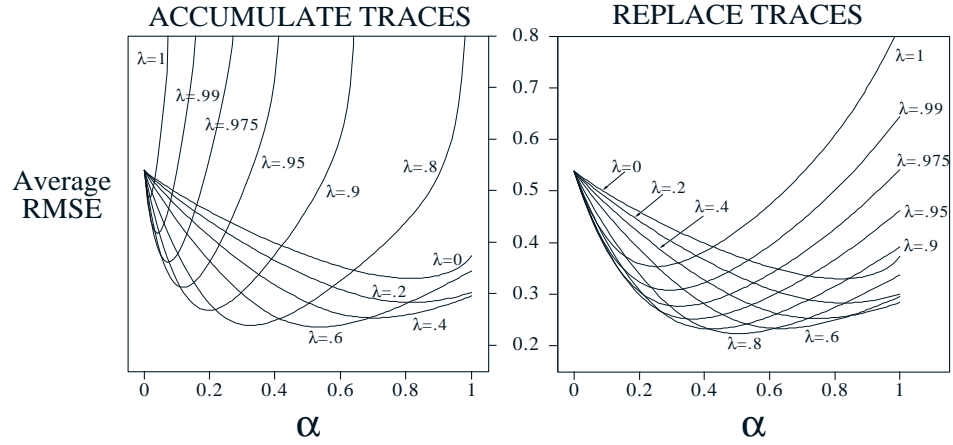 ACCUMULATE TRACES
REPLACE TRACES
Average
RMSE
λ=1
λ=.99
λ=.975
λ=.95
λ=.9
λ=.8
λ=0
λ=.2
λ=.4
λ=.6
0.8
0.7
0.6
0.5
0.4
0.3
0.2
λ=1
λ=.99
λ=.975
λ=0
λ=.2
λ=.4
λ=.95
λ=.9
λ=.8
λ=.6
0 0.2 0.4 0.6 0.8 1
0 0.2 0.4 0.6 0.8 1
α
α